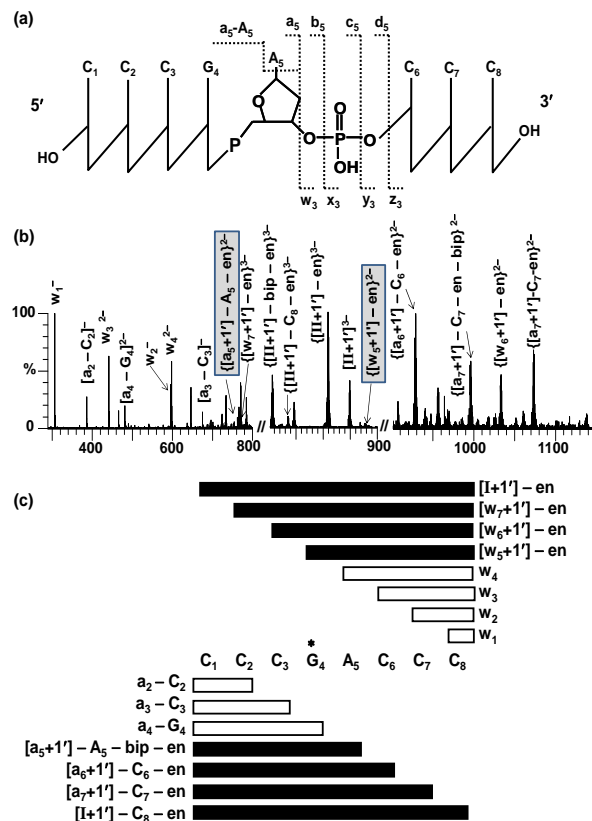 (a)
a₅-A₅ a₅ b₅ c₅ d₅
C₁ C₂ C₃ G₄ A₅ C₆ C₇ C₈
5′ 3′
O O
HO P O P O OH
OH
w₃ x₃ y₃ z₃
(b)
100
%
0
w₁⁻
[a₂ – C₂]⁻
w₃²⁻
[a₄ – G₄]²⁻
w₂⁻
w₄²⁻
[a₃ – C₃]⁻
{[a₅+1′] – A₅ – en}²⁻
{[w₇+1′] – en}³⁻
{[II+1′] – bip – en}³⁻
{[II+1′] – C₈ – en}³⁻
{[II+1′] – en}³⁻
[II+1′]³⁻
{[w₅+1′] – en}²⁻
{[a₆+1′] – C₆ – en}²⁻
{[a₇+1′] – C₇ – en – bip}²⁻
{[w₆+1′] – en}²⁻
{[a₇+1′]-C₇-en}²⁻
400 600 800 // // 900 1000 1100
(c)
[I+1′] – en
[w₇+1′] – en
[w₆+1′] – en
[w₅+1′] – en
w₄
w₃
w₂
w₁
*
C₁ C₂ C₃ G₄ A₅ C₆ C₇ C₈
a₂ – C₂
a₃ – C₃
a₄ – G₄
[a₅+1′] – A₅ – bip – en
[a₆+1′] – C₆ – en
[a₇+1′] – C₇ – en
[I+1′] – C₈ – en